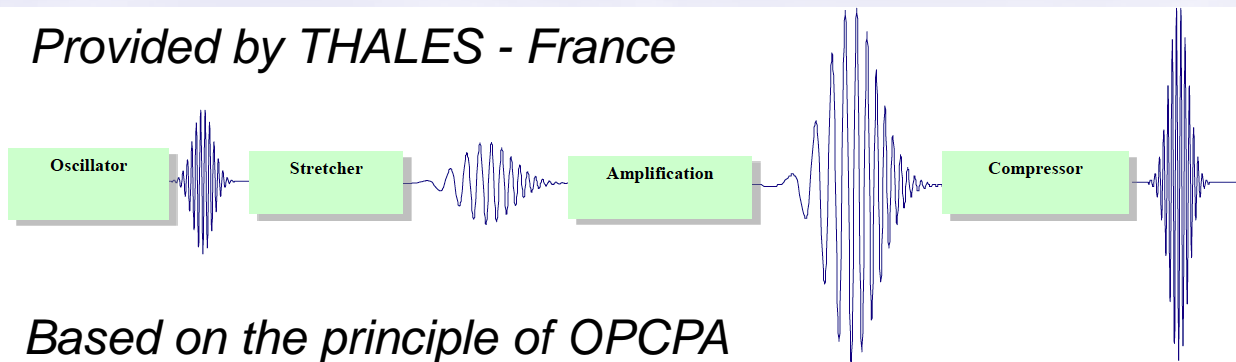 Provided by THALES - France
Oscillator
Stretcher
Amplification
Compressor
Based on the principle of OPCPA